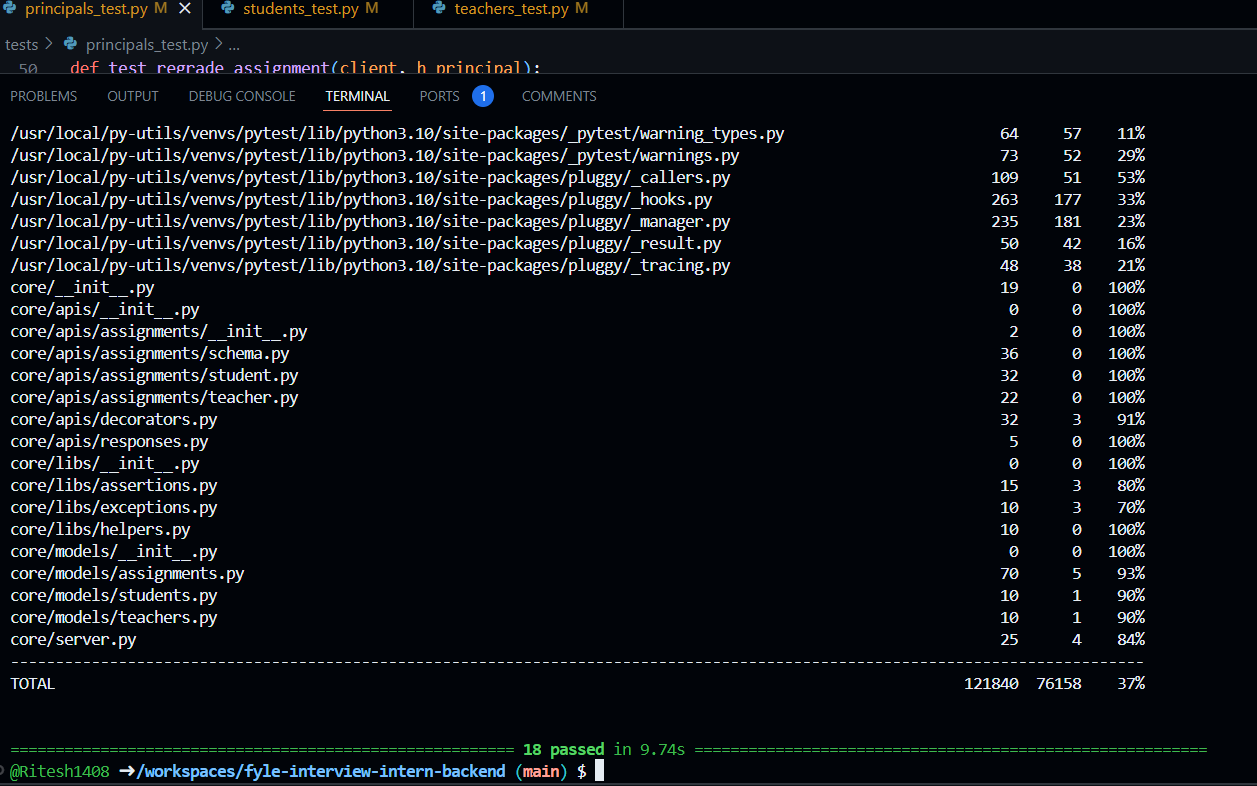 principals_test.py M × students_test.py M teachers_test.py M
tests > principals_test.py > ...
50 def test_regrade_assignment(client, h_principal):
PROBLEMS OUTPUT DEBUG CONSOLE TERMINAL PORTS 1 COMMENTS
/usr/local/py-utils/venvs/pytest/lib/python3.10/site-packages/_pytest/warning_types.py 64 57 11%
/usr/local/py-utils/venvs/pytest/lib/python3.10/site-packages/_pytest/warnings.py 73 52 29%
/usr/local/py-utils/venvs/pytest/lib/python3.10/site-packages/pluggy/_callers.py 109 51 53%
/usr/local/py-utils/venvs/pytest/lib/python3.10/site-packages/pluggy/_hooks.py 263 177 33%
/usr/local/py-utils/venvs/pytest/lib/python3.10/site-packages/pluggy/_manager.py 235 181 23%
/usr/local/py-utils/venvs/pytest/lib/python3.10/site-packages/pluggy/_result.py 50 42 16%
/usr/local/py-utils/venvs/pytest/lib/python3.10/site-packages/pluggy/_tracing.py 48 38 21%
core/__init__.py 19 0 100%
core/apis/__init__.py 0 0 100%
core/apis/assignments/__init__.py 2 0 100%
core/apis/assignments/schema.py 36 0 100%
core/apis/assignments/student.py 32 0 100%
core/apis/assignments/teacher.py 22 0 100%
core/apis/decorators.py 32 3 91%
core/apis/responses.py 5 0 100%
core/libs/__init__.py 0 0 100%
core/libs/assertions.py 15 3 80%
core/libs/exceptions.py 10 3 70%
core/libs/helpers.py 10 0 100%
core/models/__init__.py 0 0 100%
core/models/assignments.py 70 5 93%
core/models/students.py 10 1 90%
core/models/teachers.py 10 1 90%
core/server.py 25 4 84%
TOTAL 121840 76158 37%
18 passed in 9.74s
@Ritesh1408 ➜ /workspaces/fyle-interview-intern-backend (main) $